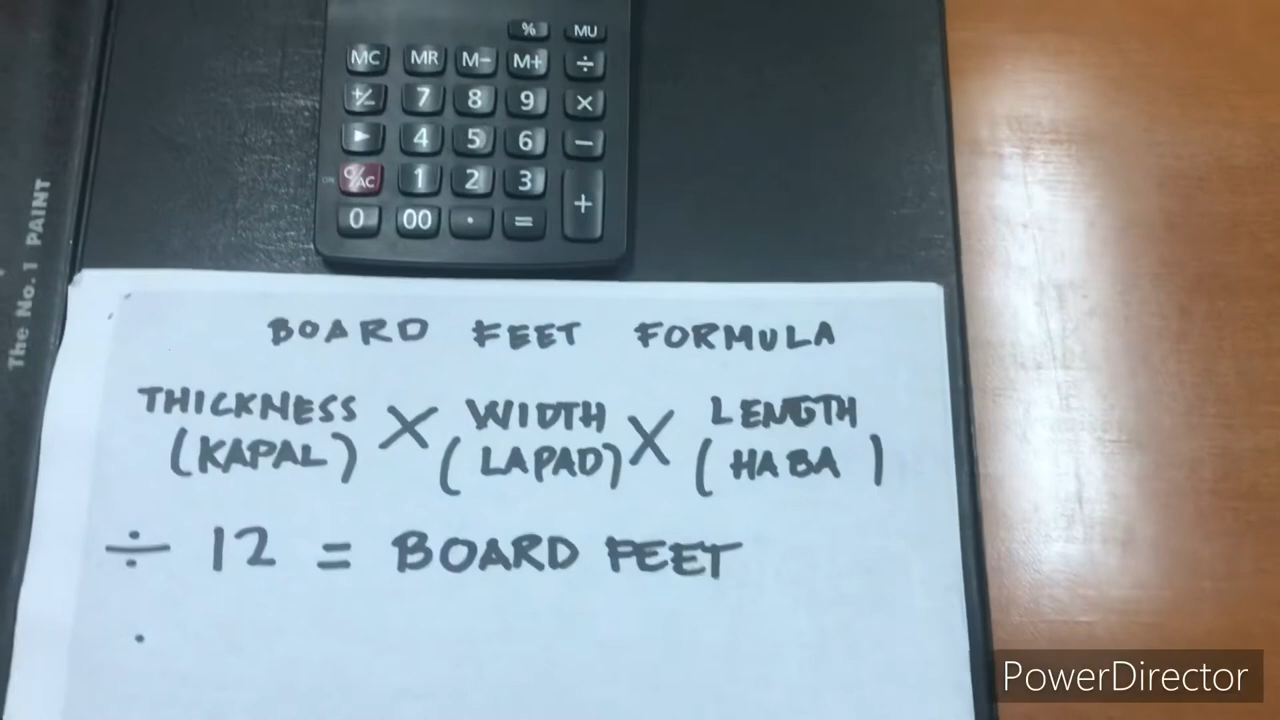 % MU
MC MR M- M+ ÷
+/- 7 8 9 ×
▶ 4 5 6 −
ON C/AC 1 2 3 +
0 00 · =
The No. 1 PAINT
BOARD FEET FORMULA
THICKNESS × WIDTH × LENGTH
(KAPAL) (LAPAD) (HABA)
÷ 12 = BOARD FEET
PowerDirector